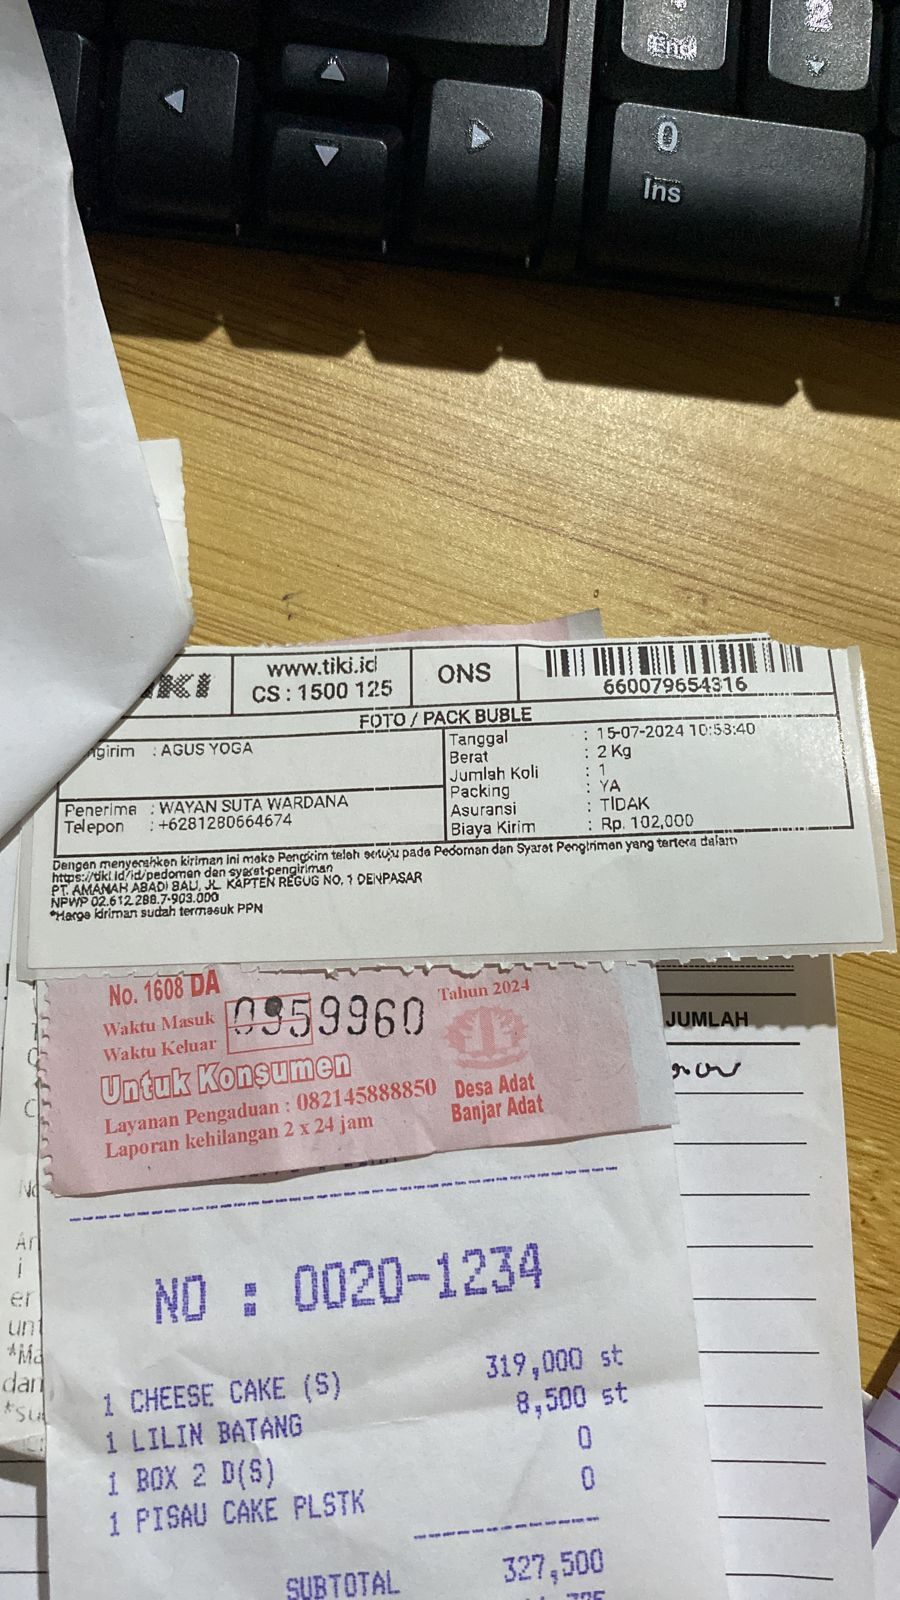 End
2
0
Ins
TIKI
www.tiki.id
CS : 1500 125
ONS
660079654316
FOTO / PACK BUBLE
ngirim : AGUS YOGA
Penerima : WAYAN SUTA WARDANA
Telepon : +6281280664674
Tanggal : 15-07-2024 10:53:40
Berat : 2 Kg
Jumlah Koli : 1
Packing : YA
Asuransi : TIDAK
Biaya Kirim : Rp. 102,000
Dengan menyerahkan kiriman ini maka Pengirim telah setuju pada Pedoman dan Syarat Pengiriman yang tertera dalam
https://tiki.id/id/pedoman-dan-syarat-pengiriman
PT. AMANAH ABADI BALI, JL. KAPTEN REGUG NO. 1 DENPASAR
NPWP 02.612.288.7-903.000
*Harga kiriman sudah termasuk PPN
No. 1608 DA
Waktu Masuk
Waktu Keluar
0959960
Tahun 2024
Untuk Konsumen
Layanan Pengaduan : 082145888850
Laporan kehilangan 2 x 24 jam
Desa Adat
Banjar Adat
JUMLAH
NO : 0020-1234
1 CHEESE CAKE (S) 319,000 st
1 LILIN BATANG 8,500 st
1 BOX 2 D(S) 0
1 PISAU CAKE PLSTK 0
SUBTOTAL 327,500